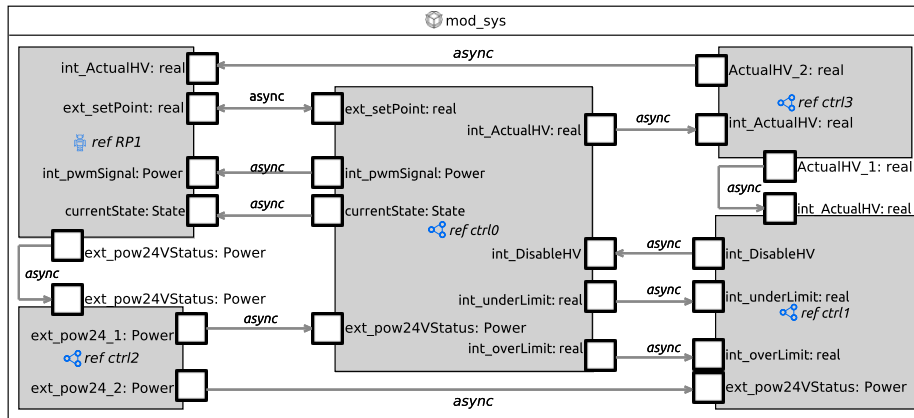 mod_sys
async
int_ActualHV: real
ActualHV_2: real
ext_setPoint: real
async
ext_setPoint: real
ref ctrl3
int_ActualHV: real
async
int_ActualHV: real
ref RP1
int_pwmSignal: Power
async
int_pwmSignal: Power
ActualHV_1: real
async
currentState: State
async
currentState: State
int_ActualHV: real
ref ctrl0
ext_pow24VStatus: Power
int_DisableHV
async
int_DisableHV
async
ext_pow24VStatus: Power
int_underLimit: real
async
int_underLimit: real
ref ctrl1
ext_pow24_1: Power
async
ext_pow24VStatus: Power
int_overLimit: real
async
int_overLimit: real
ref ctrl2
ext_pow24_2: Power
ext_pow24VStatus: Power
async